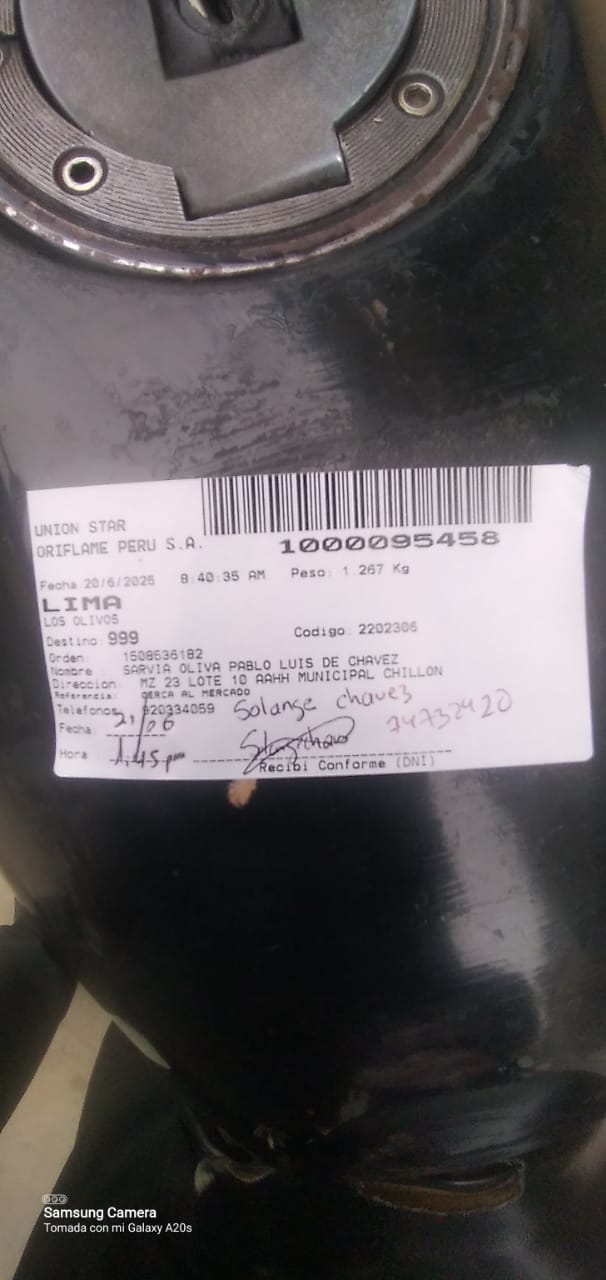 UNION STAR
ORIFLAME PERU S.A.
1000095458
Fecha:20/6/2025 8:40:35 AM Peso: 1.267 Kg
LIMA
LOS OLIVOS
Destino: 999 Codigo: 2202306
Orden: 1508536182
Nombre SARVIA OLIVA PABLO LUIS DE CHAVEZ
Direccion: MZ 23 LOTE 10 AAHH MUNICIPAL CHILLON
Referencia: CERCA AL MERCADO
Telefonos 920334059 Solange chavez
Fecha 21/06 74732420
Hora 1:45 pm
Recibi Conforme (DNI)
Samsung Camera
Tomada con mi Galaxy A20s